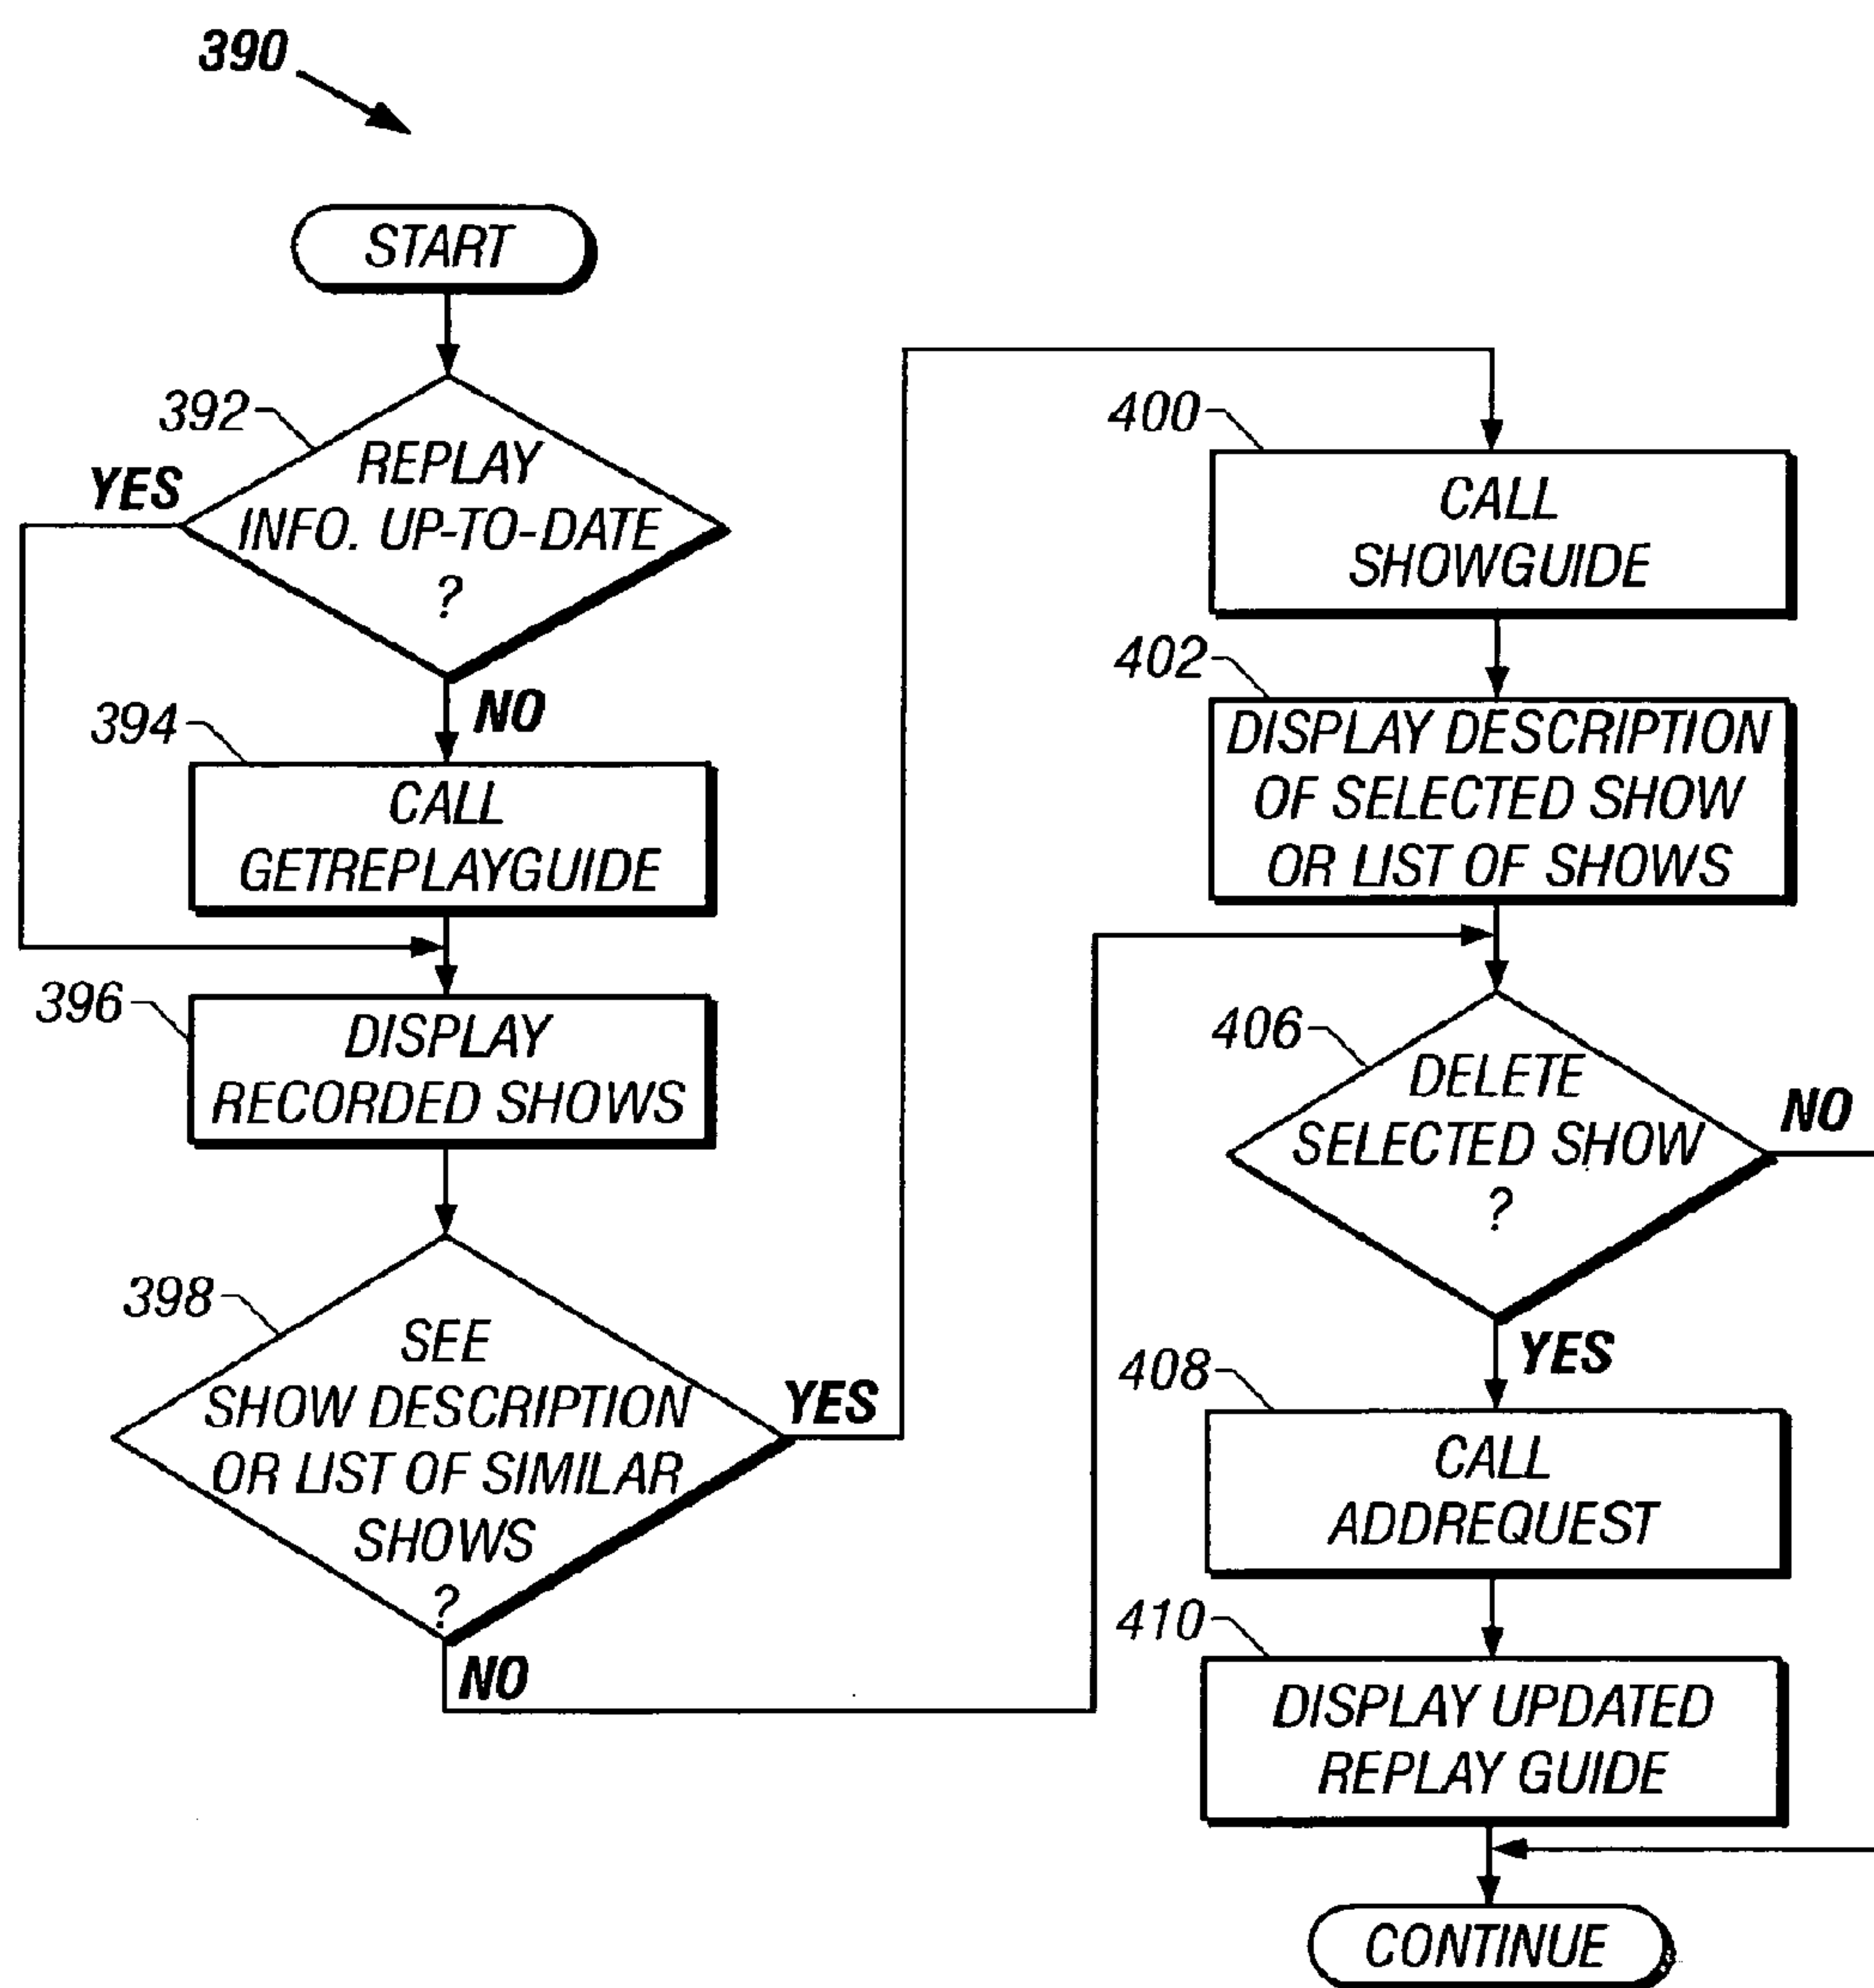 390
START
392
REPLAY
INFO. UP-TO-DATE
?
YES
NO
394
CALL
GETREPLAYGUIDE
396
DISPLAY
RECORDED SHOWS
398
SEE
SHOW DESCRIPTION
OR LIST OF SIMILAR
SHOWS
?
YES
NO
400
CALL
SHOWGUIDE
402
DISPLAY DESCRIPTION
OF SELECTED SHOW
OR LIST OF SHOWS
406
DELETE
SELECTED SHOW
?
NO
YES
408
CALL
ADDREQUEST
410
DISPLAY UPDATED
REPLAY GUIDE
CONTINUE